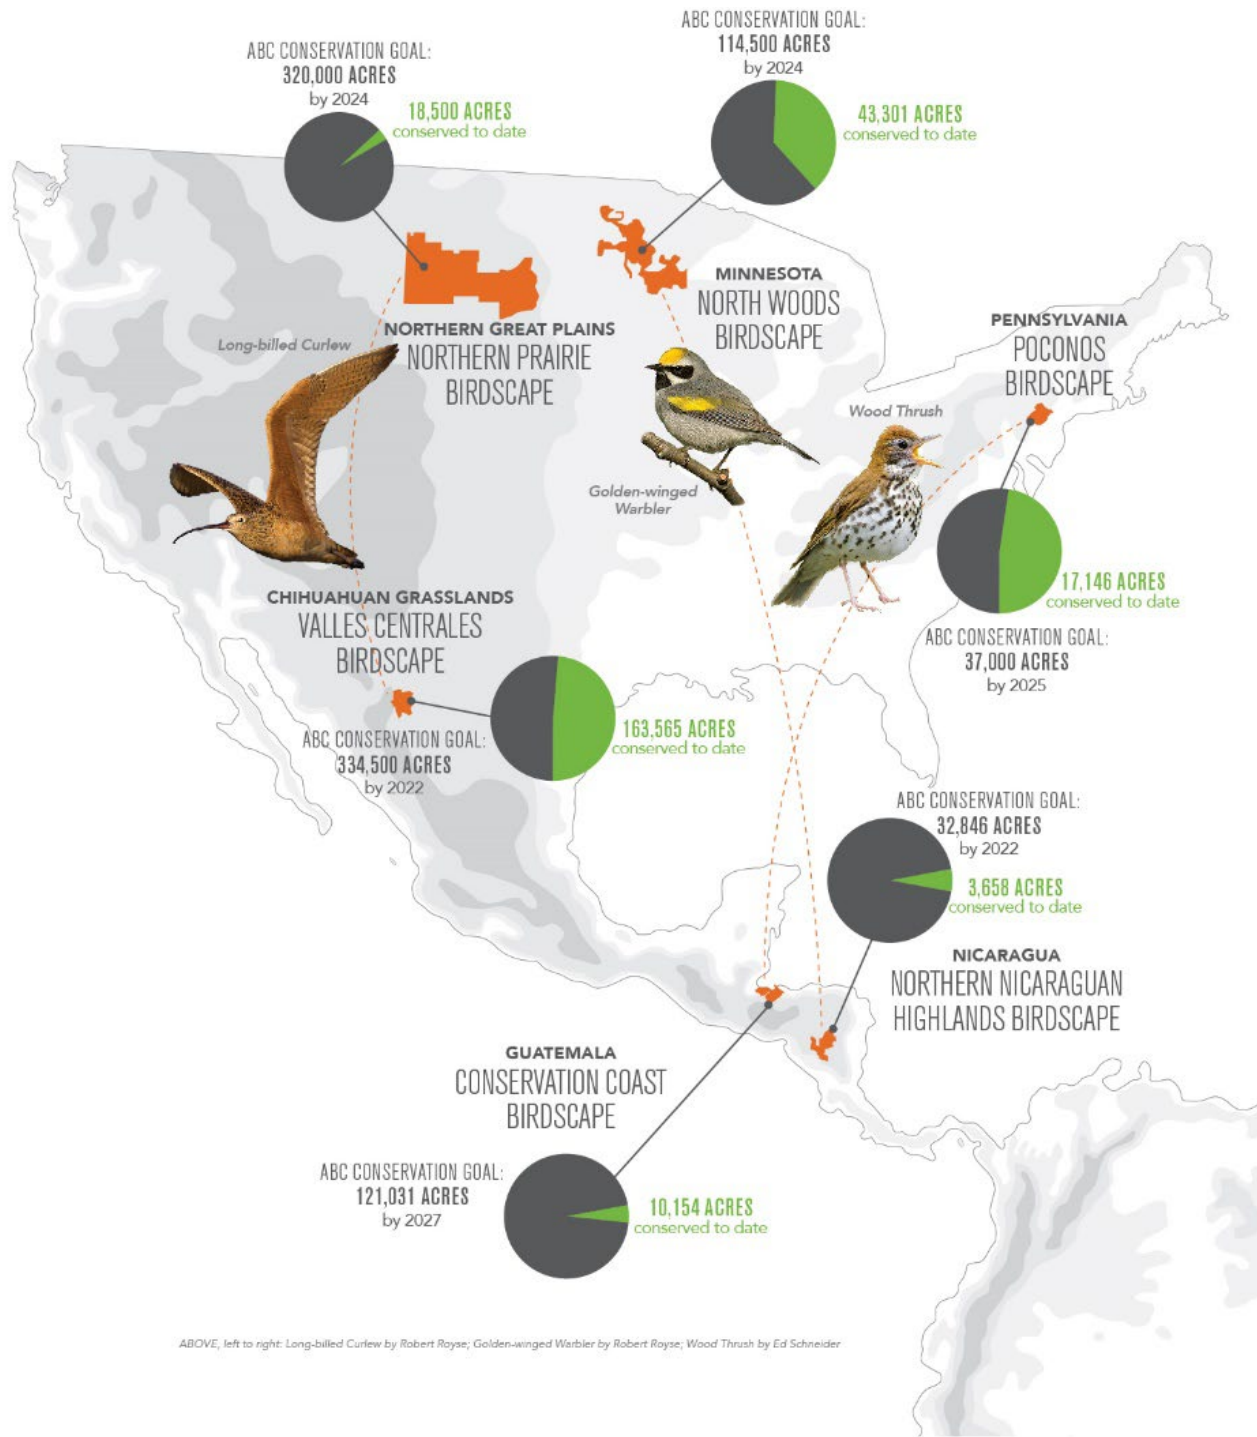 ABC CONSERVATION GOAL:
320,000 ACRES
by 2024
18,500 ACRES
conserved to date
ABC CONSERVATION GOAL:
114,500 ACRES
by 2024
43,301 ACRES
conserved to date
NORTHERN GREAT PLAINS
NORTHERN PRAIRIE
BIRDSCAPE
Long-billed Curlew
MINNESOTA
NORTH WOODS
BIRDSCAPE
Golden-winged
Warbler
PENNSYLVANIA
POCONOS
BIRDSCAPE
Wood Thrush
17,146 ACRES
conserved to date
ABC CONSERVATION GOAL:
37,000 ACRES
by 2025
CHIHUAHUAN GRASSLANDS
VALLES CENTRALES
BIRDSCAPE
ABC CONSERVATION GOAL:
334,500 ACRES
by 2022
163,565 ACRES
conserved to date
ABC CONSERVATION GOAL:
32,846 ACRES
by 2022
3,658 ACRES
conserved to date
NICARAGUA
NORTHERN NICARAGUAN
HIGHLANDS BIRDSCAPE
GUATEMALA
CONSERVATION COAST
BIRDSCAPE
ABC CONSERVATION GOAL:
121,031 ACRES
by 2027
10,154 ACRES
conserved to date
ABOVE, left to right: Long-billed Curlew by Robert Royse; Golden-winged Warbler by Robert Royse; Wood Thrush by Ed Schneider